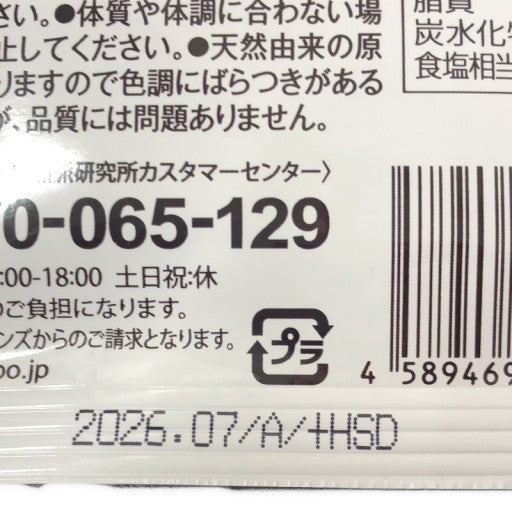 さい。●体質や体調に合わない場
止してください。●天然由来の原
りますので色調にばらつきがある
が、品質には問題ありません。
脂質
炭水化物
食塩相当
研究所カスタマーセンター〉
0-065-129
:00-18:00 土日祝:休
のご負担になります。
ンズからのご請求となります。
oo.jp
プラ
4 589469
2026.07/A/+HSD